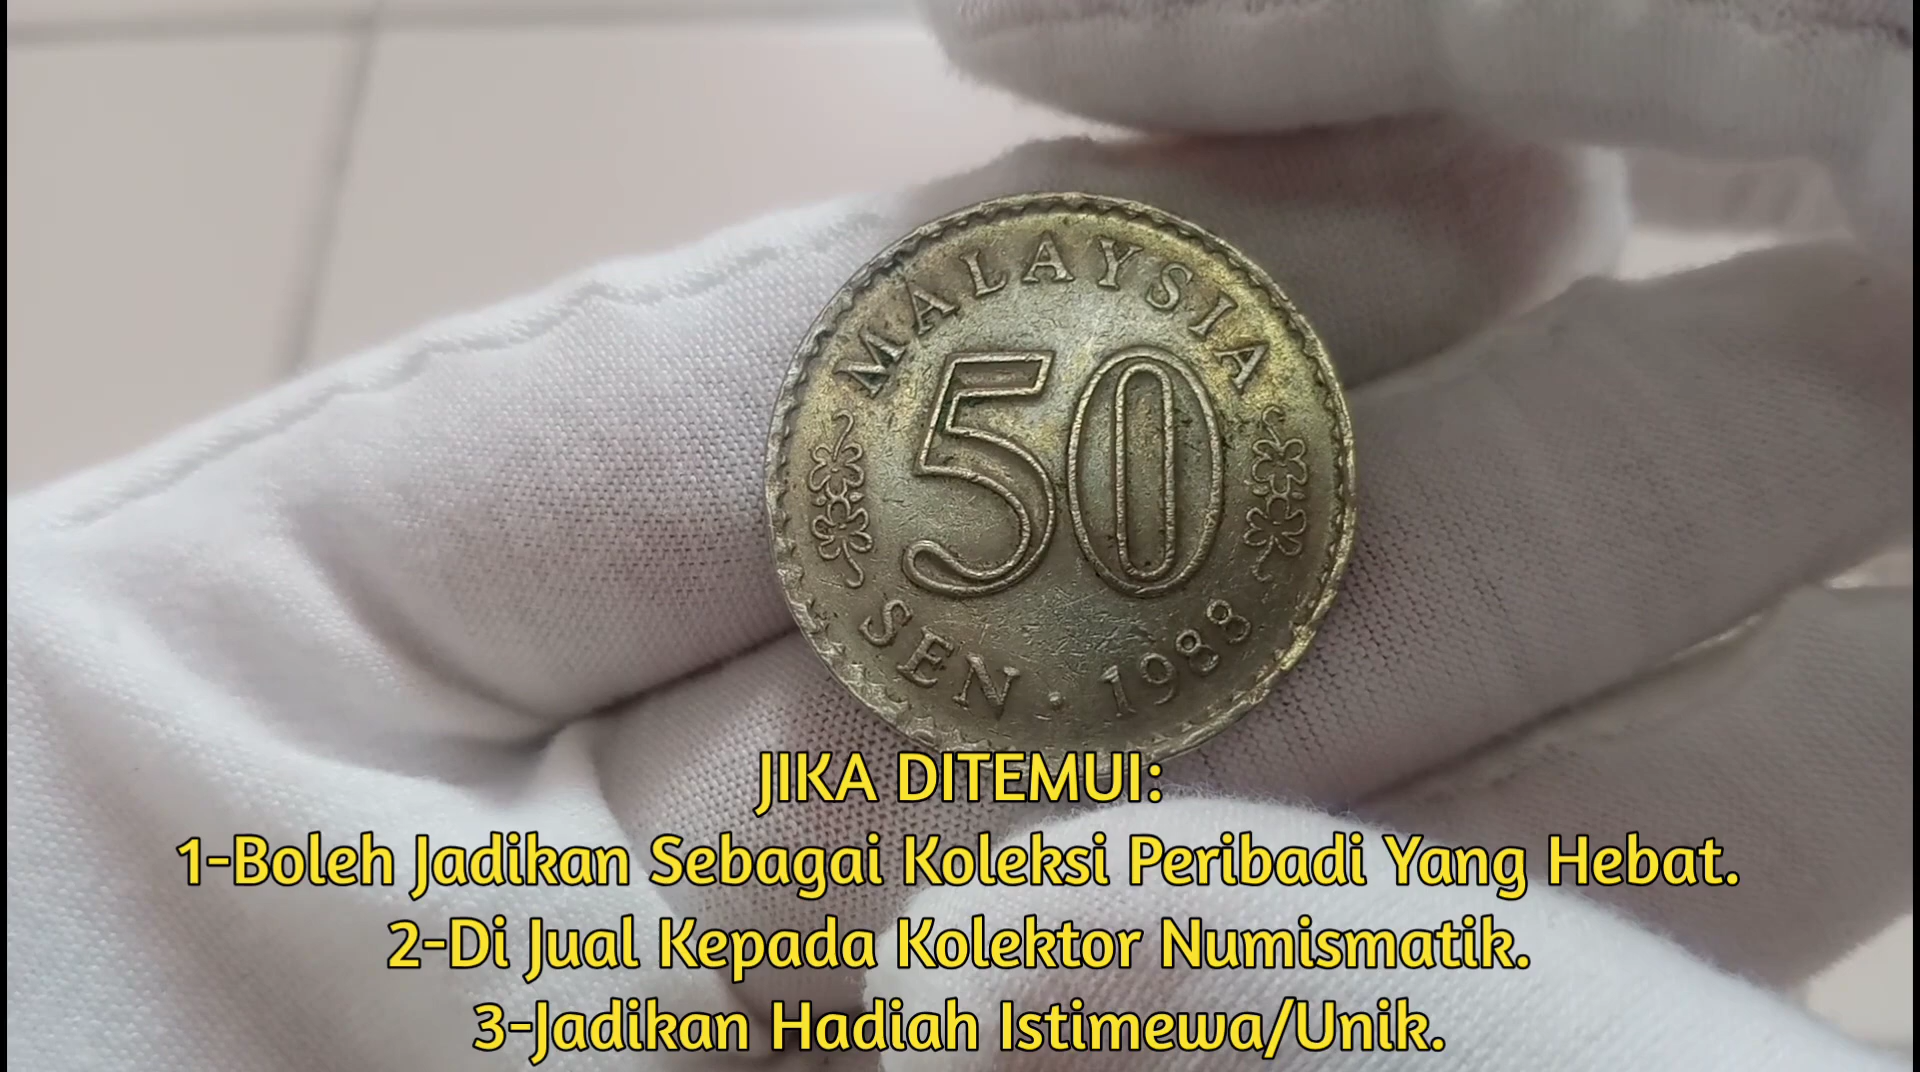 MALAYSIA
50
SEN · 1988
JIKA DITEMUI:
1-Boleh Jadikan Sebagai Koleksi Peribadi Yang Hebat.
2-Di Jual Kepada Kolektor Numismatik.
3-Jadikan Hadiah Istimewa/Unik.